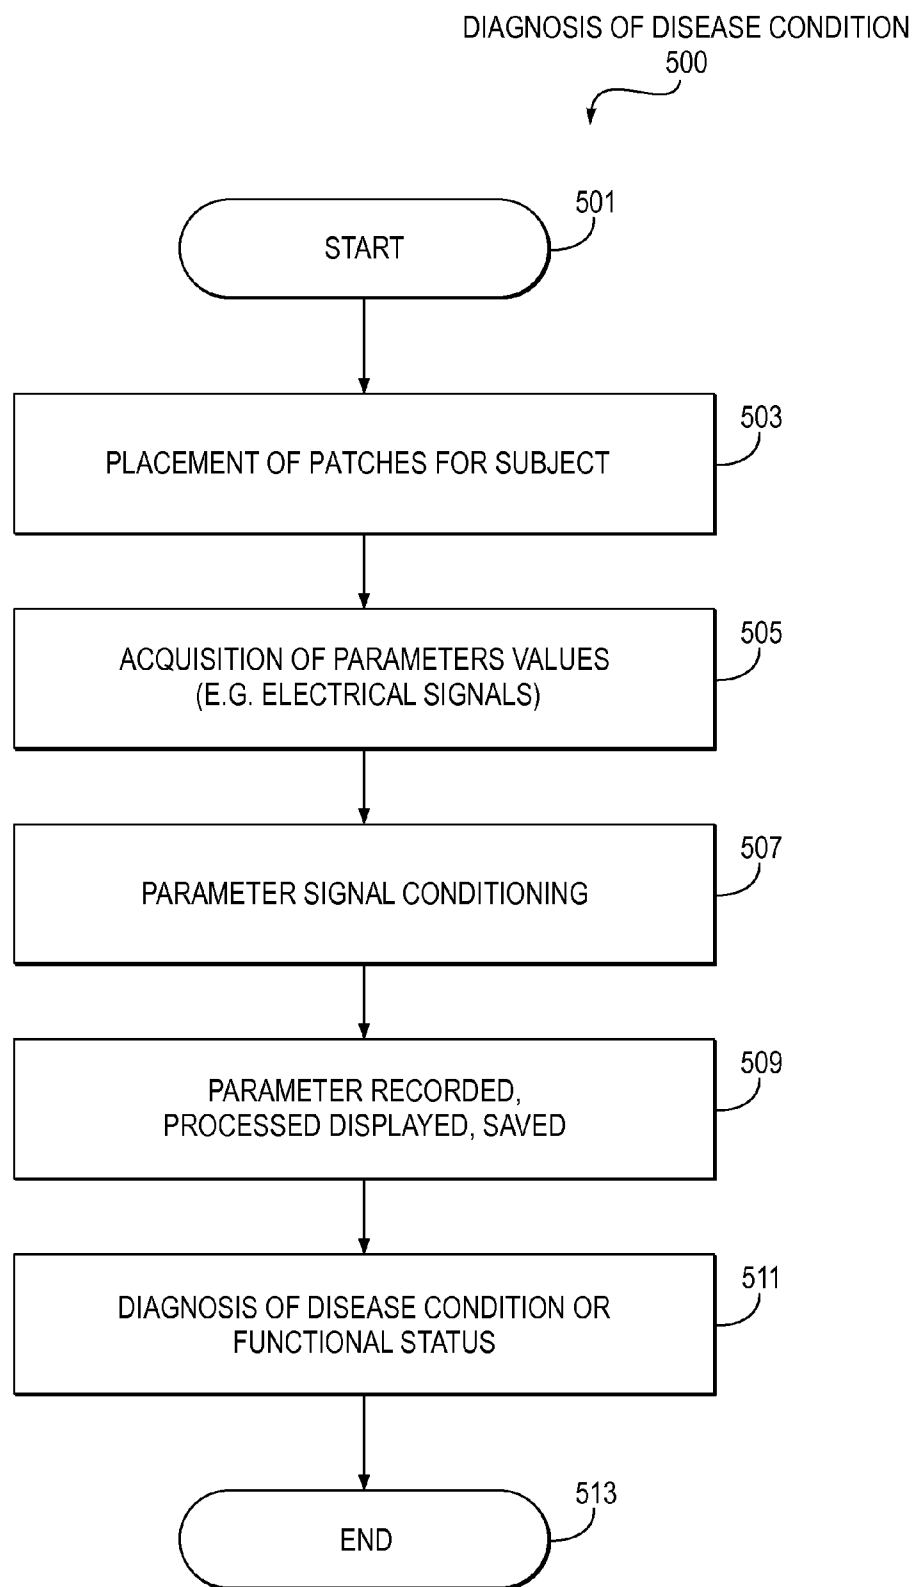 DIAGNOSIS OF DISEASE CONDITION
500
501
START
503
PLACEMENT OF PATCHES FOR SUBJECT
505
ACQUISITION OF PARAMETERS VALUES
(E.G. ELECTRICAL SIGNALS)
507
PARAMETER SIGNAL CONDITIONING
509
PARAMETER RECORDED,
PROCESSED DISPLAYED, SAVED
511
DIAGNOSIS OF DISEASE CONDITION OR
FUNCTIONAL STATUS
513
END